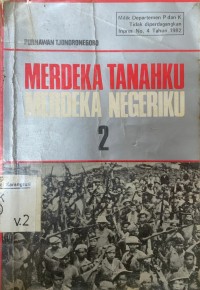 Milik Departemen P dan K
Tidak diperdagangkan
Inpres No. 4 Tahun 1982
PURNAWAN TJONDRONEGORO
MERDEKA TANAHKU
MERDEKA NEGERIKU
2
v.2